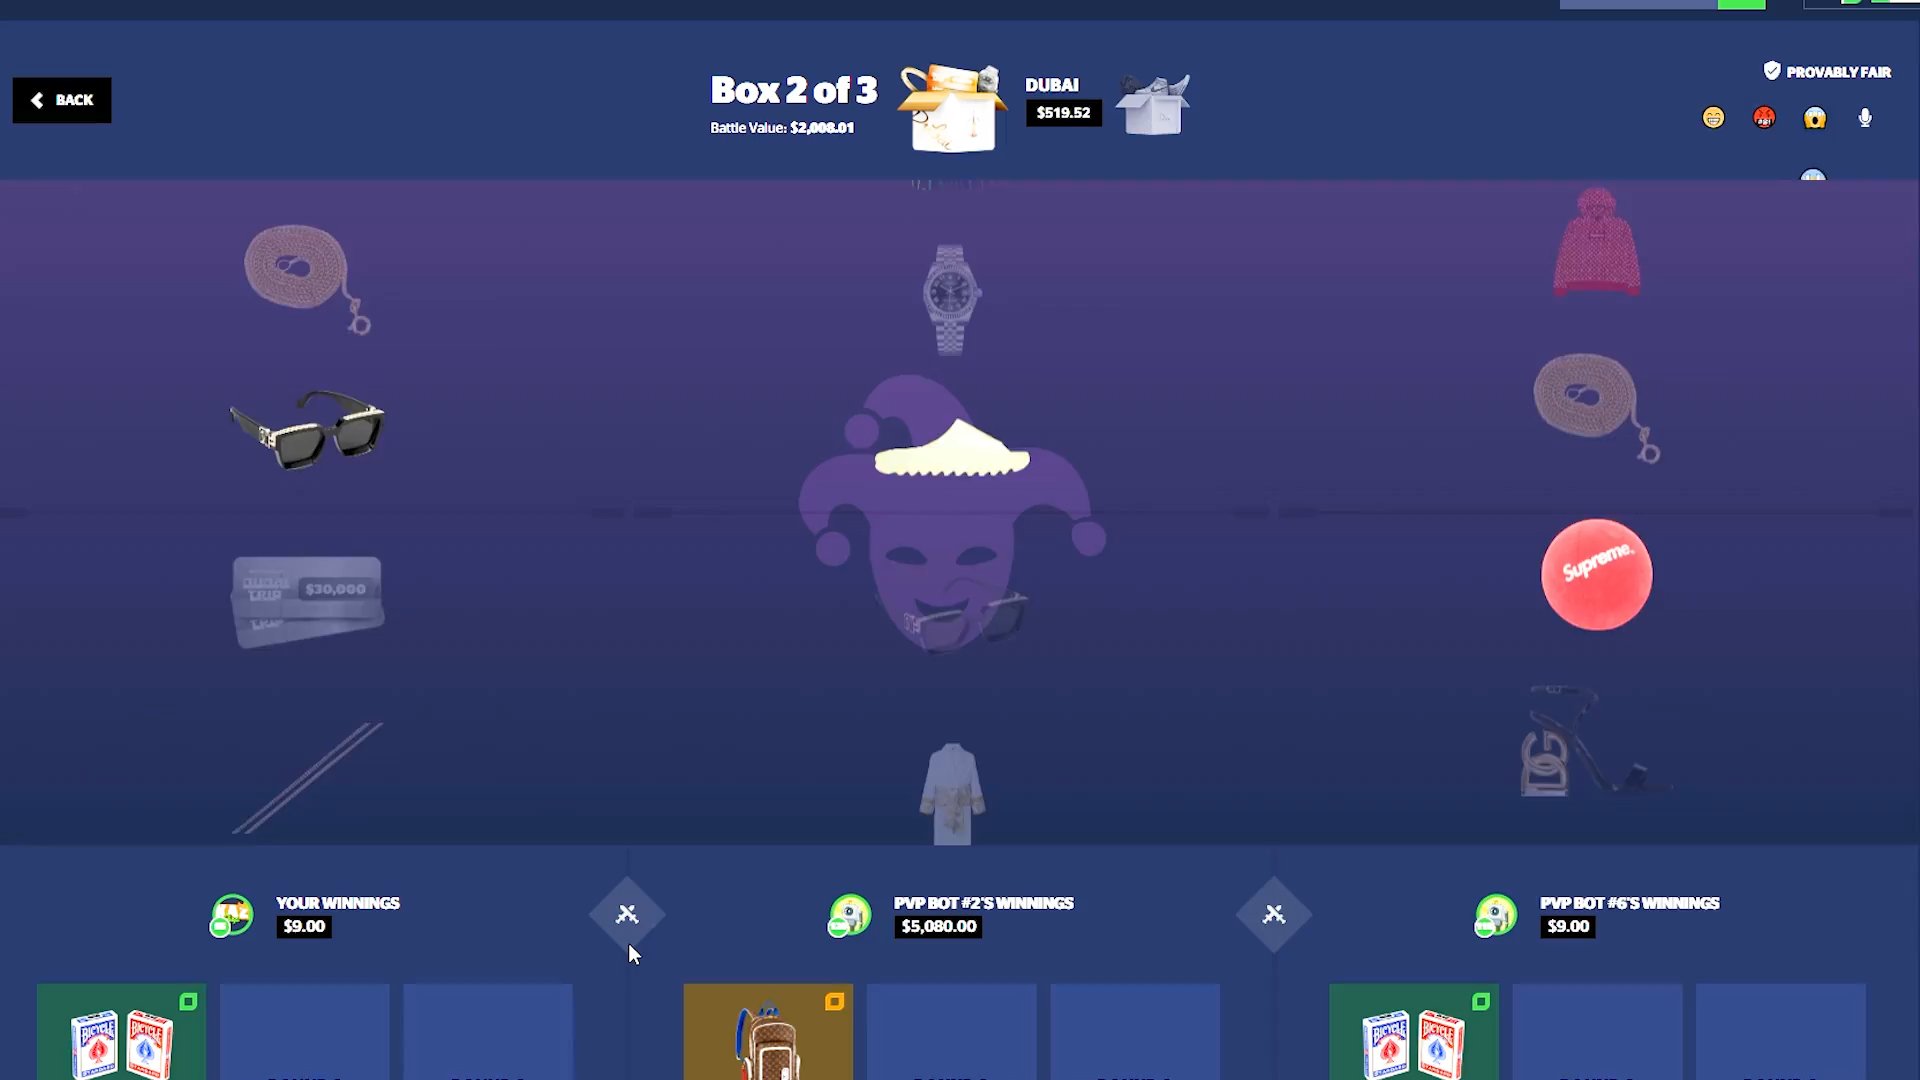 BACK
Box 2 of 3
Battle Value: $2,008.01
DUBAI
$519.52
PROVABLY FAIR
$30,000
TRIP
Supreme
YOUR WINNINGS
$9.00
PVP BOT #2'S WINNINGS
$5,080.00
PVP BOT #6'S WINNINGS
$9.00
BICYCLE
BICYCLE
BICYCLE
BICYCLE